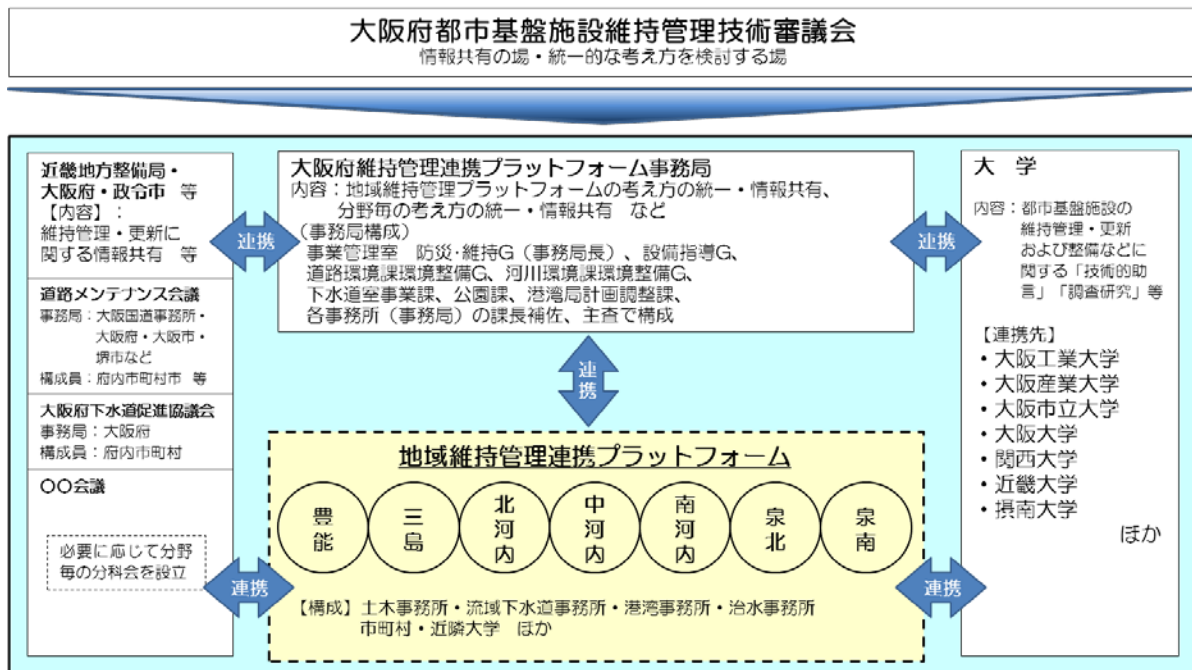 大阪府都市基盤施設維持管理技術審議会
情報共有の場・統一的な考え方を検討する場
近畿地方整備局・
大阪府・政令市　等
【内容】：
維持管理・更新に
関する情報共有　等
道路メンテナンス会議
事務局：大阪国道事務所・
大阪府・大阪市・
堺市など
構成員：府内市町村市　等
大阪府下水道促進協議会
事務局：大阪府
構成員：府内市町村
〇〇会議
必要に応じて分野
毎の分科会を設立
連携
大阪府維持管理連携プラットフォーム事務局
内容：地域維持管理プラットフォームの考え方の統一・情報共有、
分野毎の考え方の統一・情報共有　など
（事務局構成）
事業管理室　防災・維持G（事務局長）、設備指導G、
道路環境課環境整備G、河川環境課環境整備G、
下水道室事業課、公園課、港湾局計画調整課、
各事務所（事務局）の課長補佐、主査で構成
連携
連携
地域維持管理連携プラットフォーム
豊能
三島
北河内
中河内
南河内
泉北
泉南
【構成】土木事務所・流域下水道事務所・港湾事務所・治水事務所
市町村・近隣大学　ほか
連携
連携
大　学
内容：都市基盤施設の
維持管理・更新
および整備などに
関する「技術的助
言」「調査研究」等
【連携先】
・大阪工業大学
・大阪産業大学
・大阪市立大学
・大阪大学
・関西大学
・近畿大学
・摂南大学
ほか